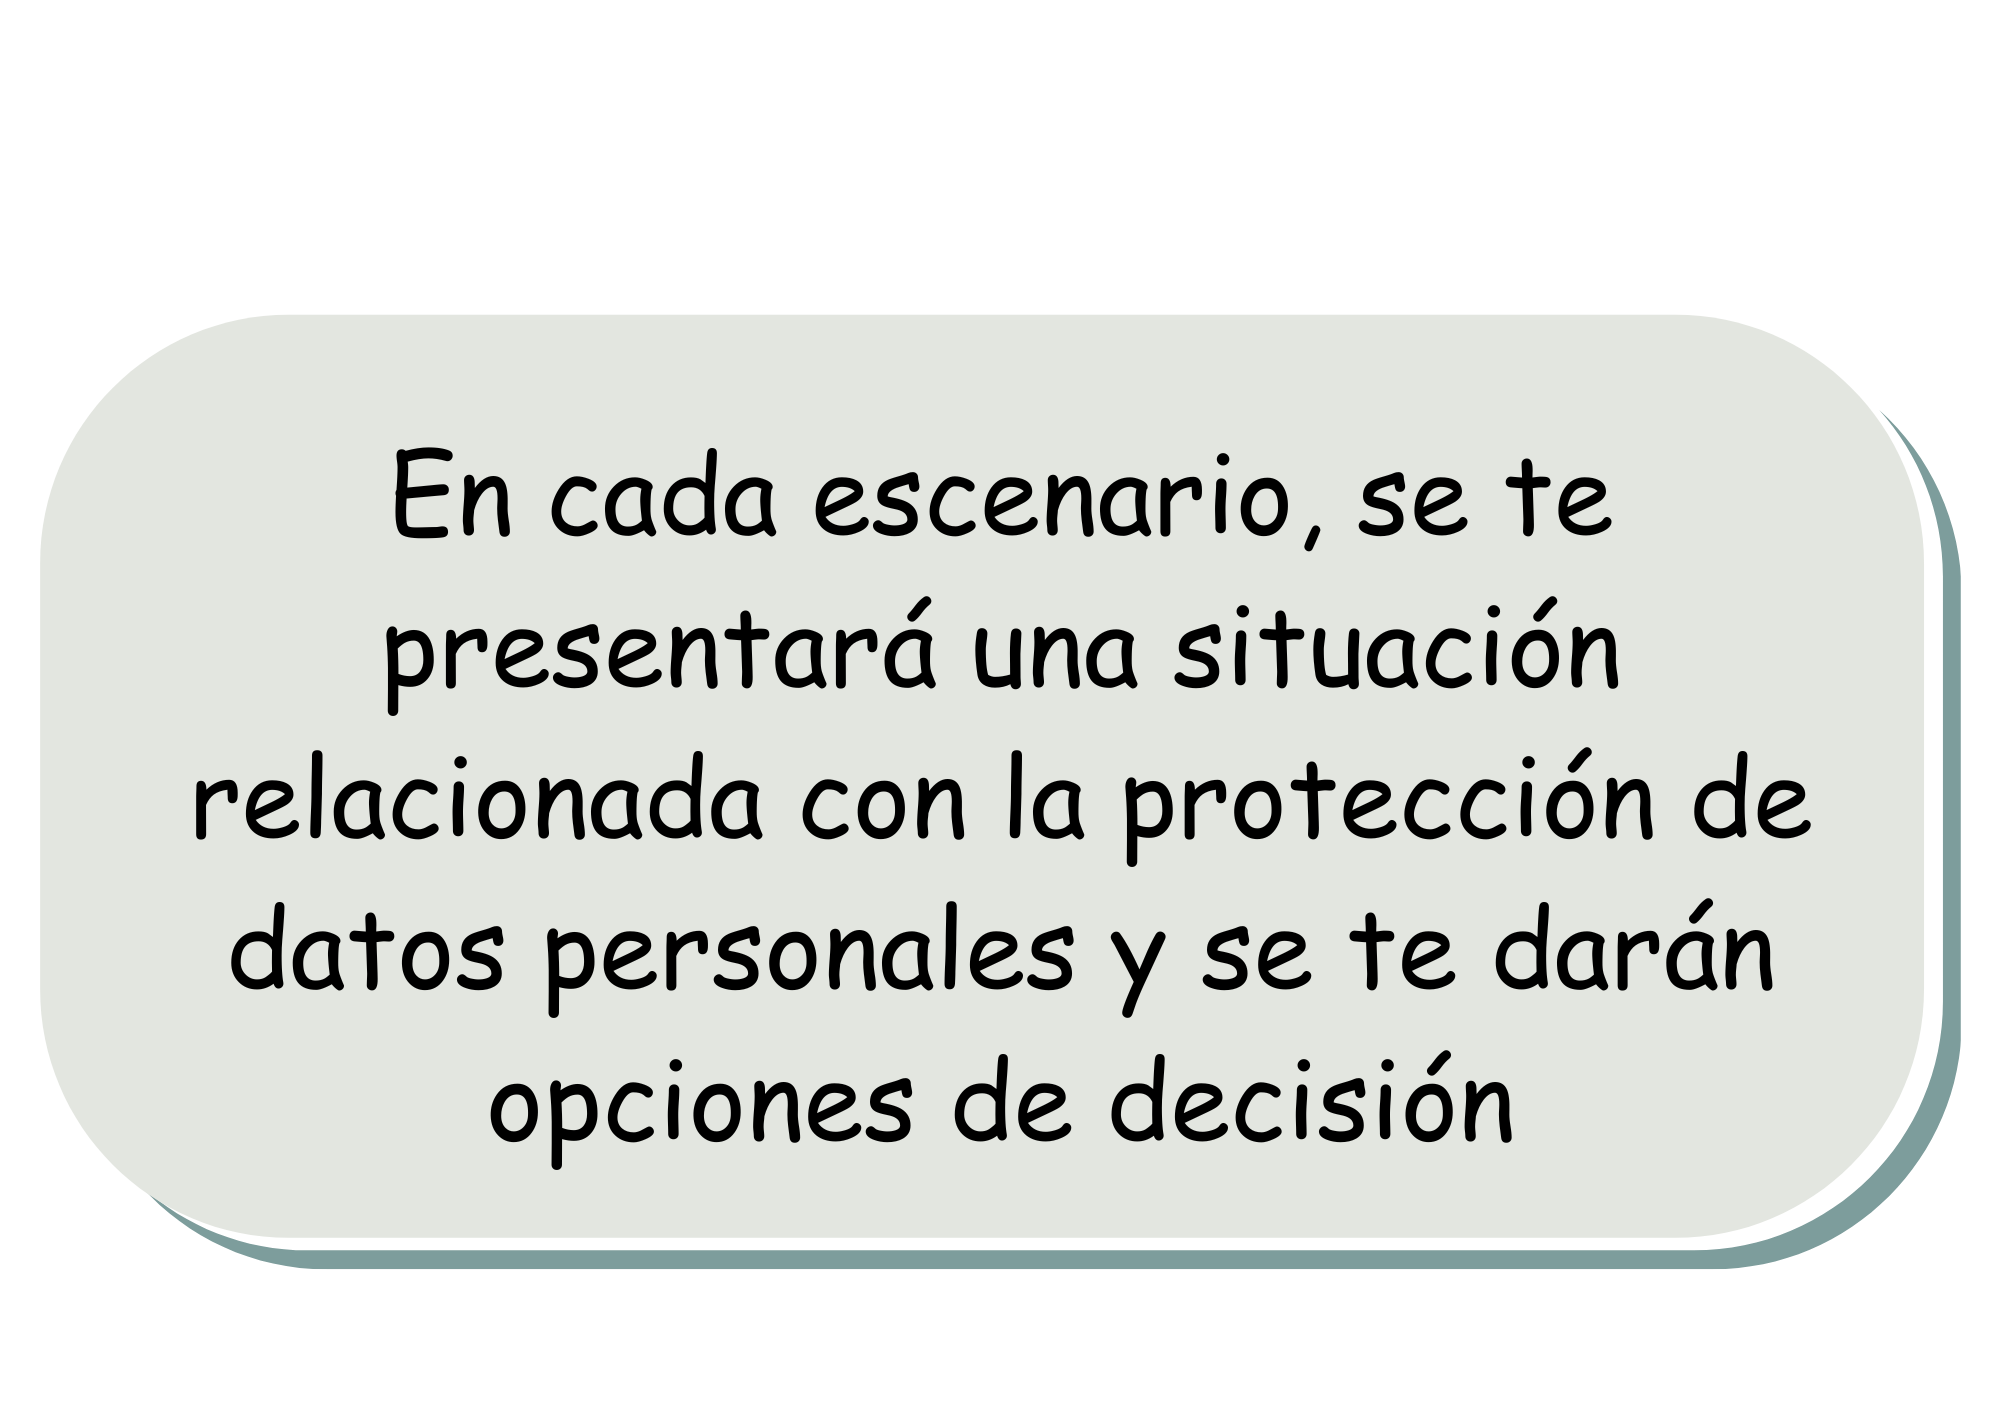 En cada escenario, se te
presentará una situación
relacionada con la protección de
datos personales y se te darán
opciones de decisión